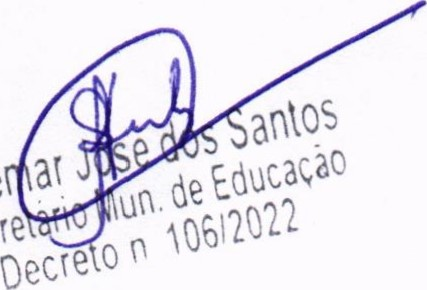 emar José dos Santos
retário Mun. de Educação
Decreto n 106/2022